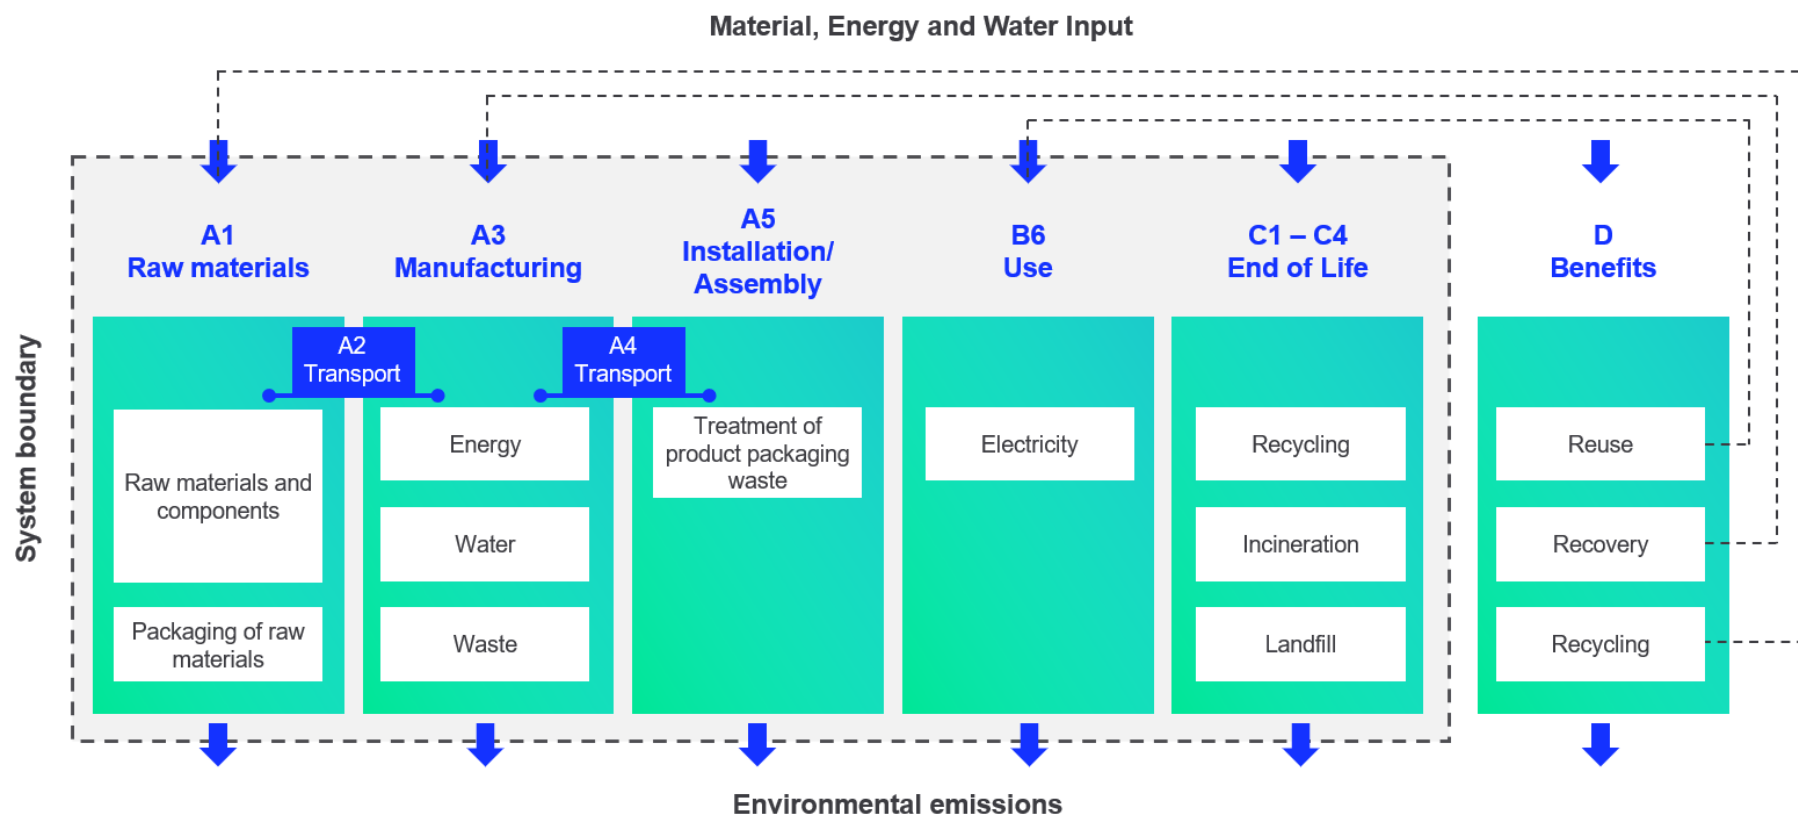 Material, Energy and Water Input
A1
Raw materials
A3
Manufacturing
A5
Installation/
Assembly
B6
Use
C1 – C4
End of Life
D
Benefits
System boundary
A2
Transport
A4
Transport
Raw materials and
components
Packaging of raw
materials
Energy
Water
Waste
Treatment of
product packaging
waste
Electricity
Recycling
Incineration
Landfill
Reuse
Recovery
Recycling
Environmental emissions